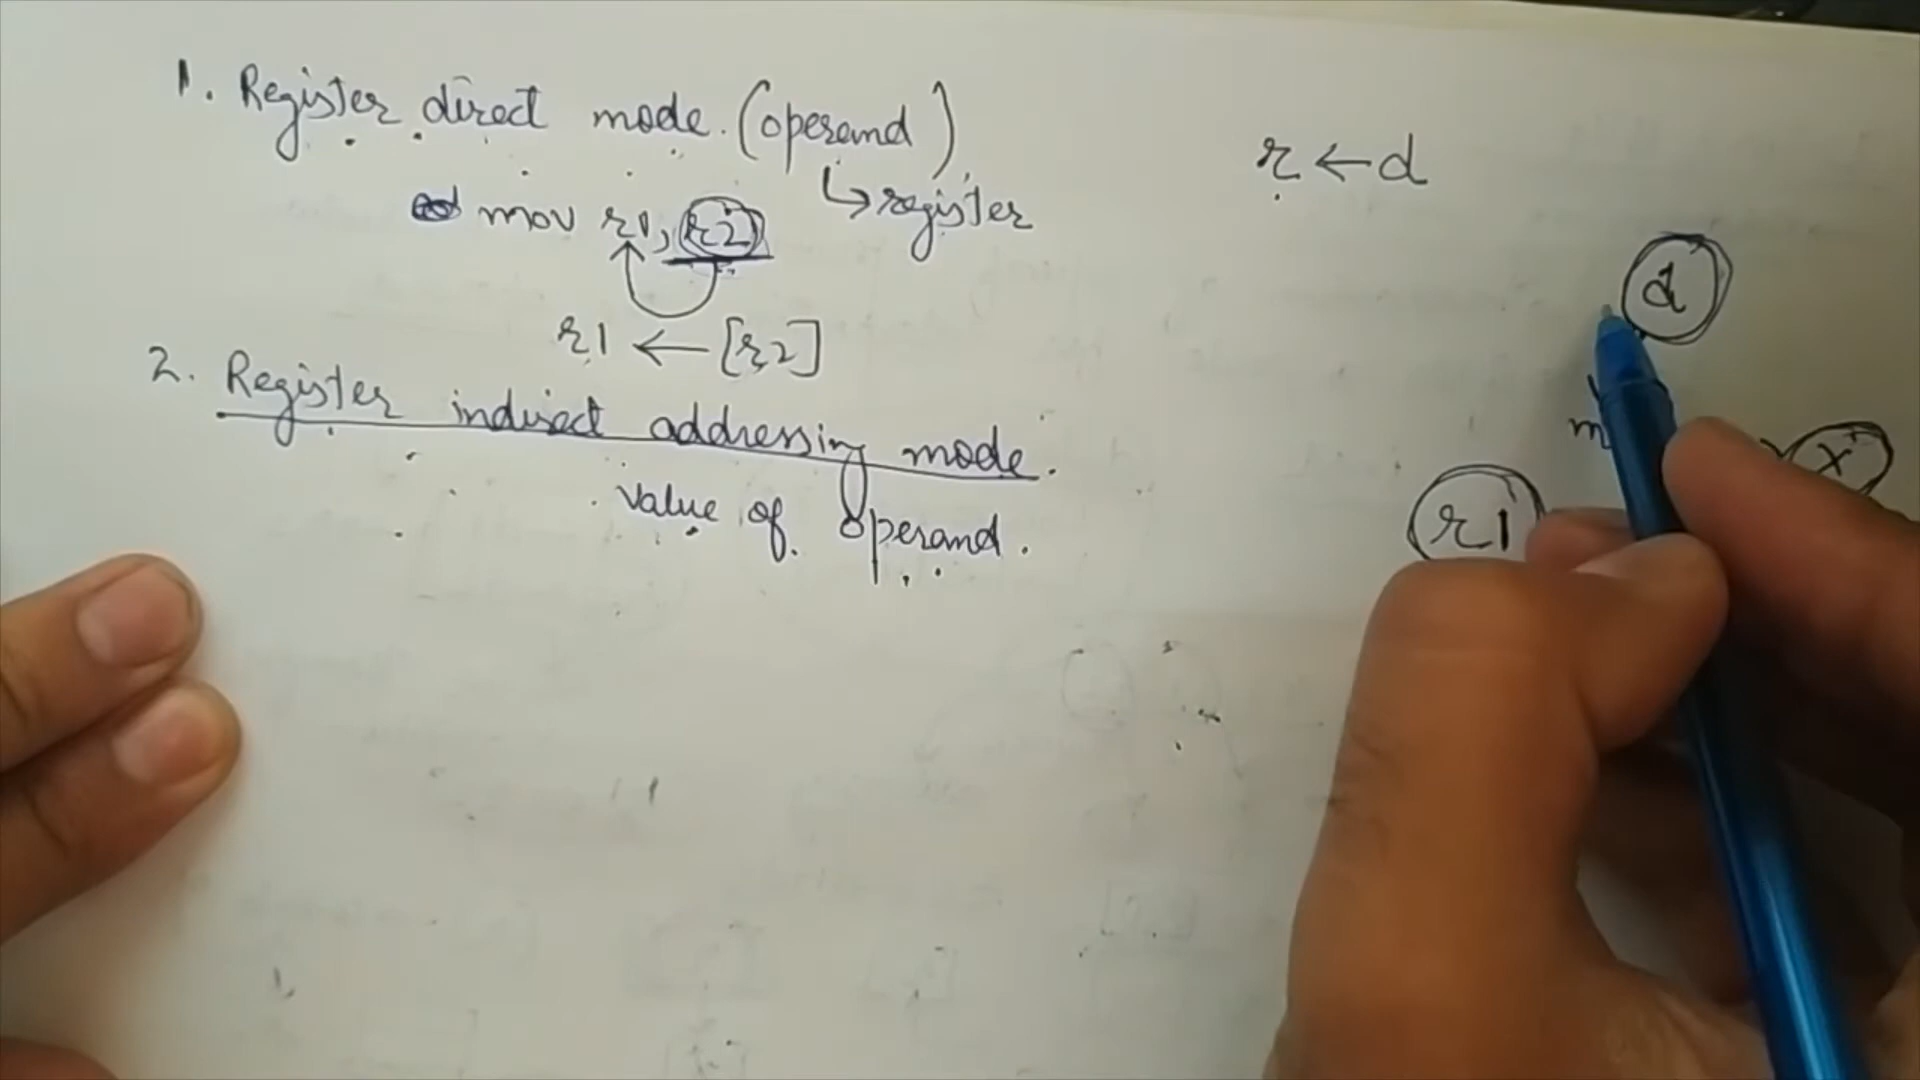 1. Register direct mode. (operand)
↳ register
mov r1, r2
r1 ← [r2]
2. Register indirect addressing mode.
value of operand.
r ← d
d
m
x
r1